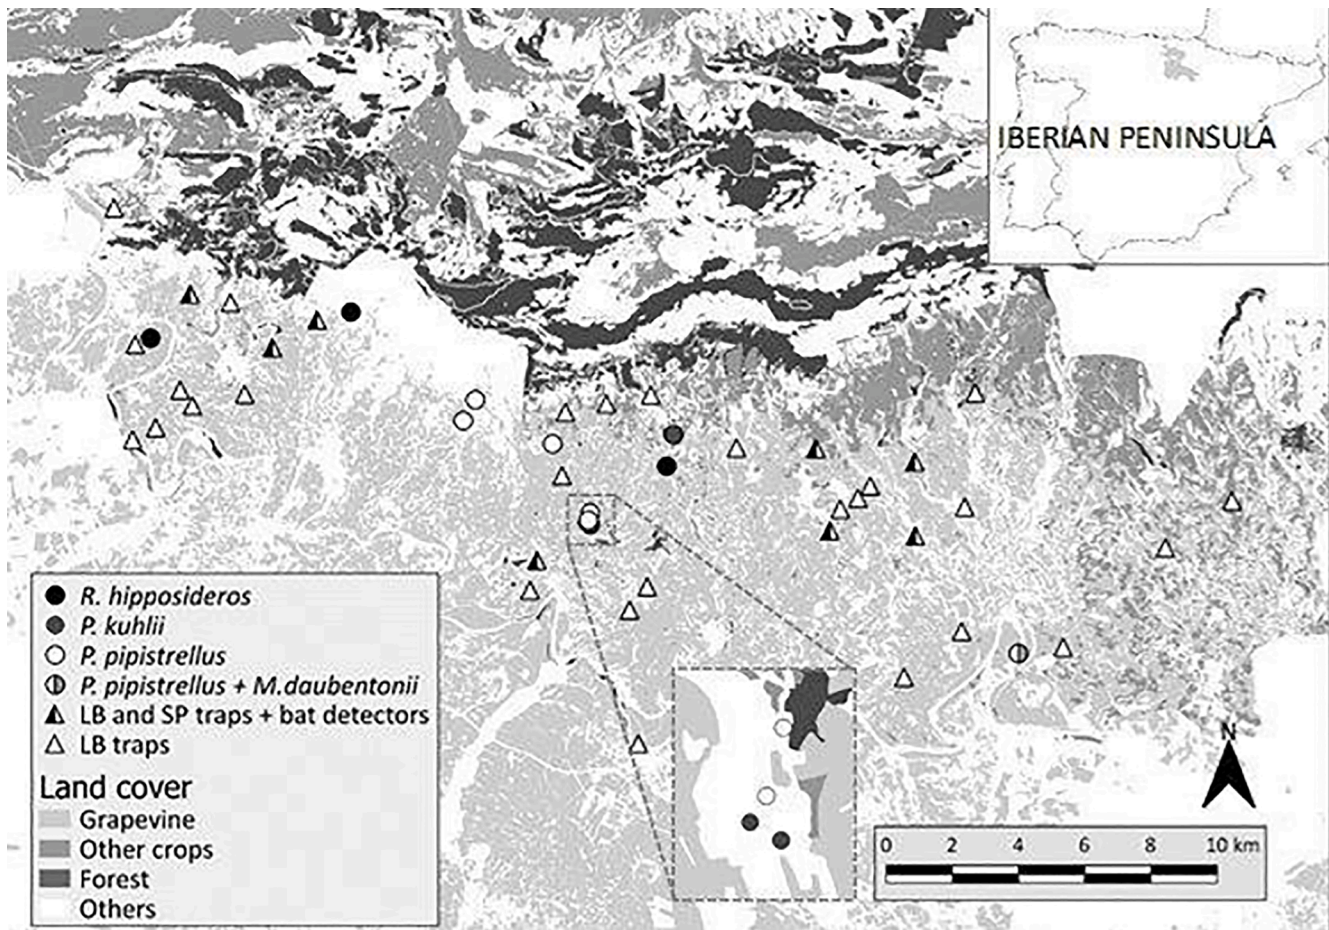 IBERIAN PENINSULA
R. hipposideros
P. kuhlii
P. pipistrellus
P. pipistrellus + M.daubentonii
LB and SP traps + bat detectors
LB traps
Land cover
Grapevine
Other crops
Forest
Others
N
0 2 4 6 8 10 km